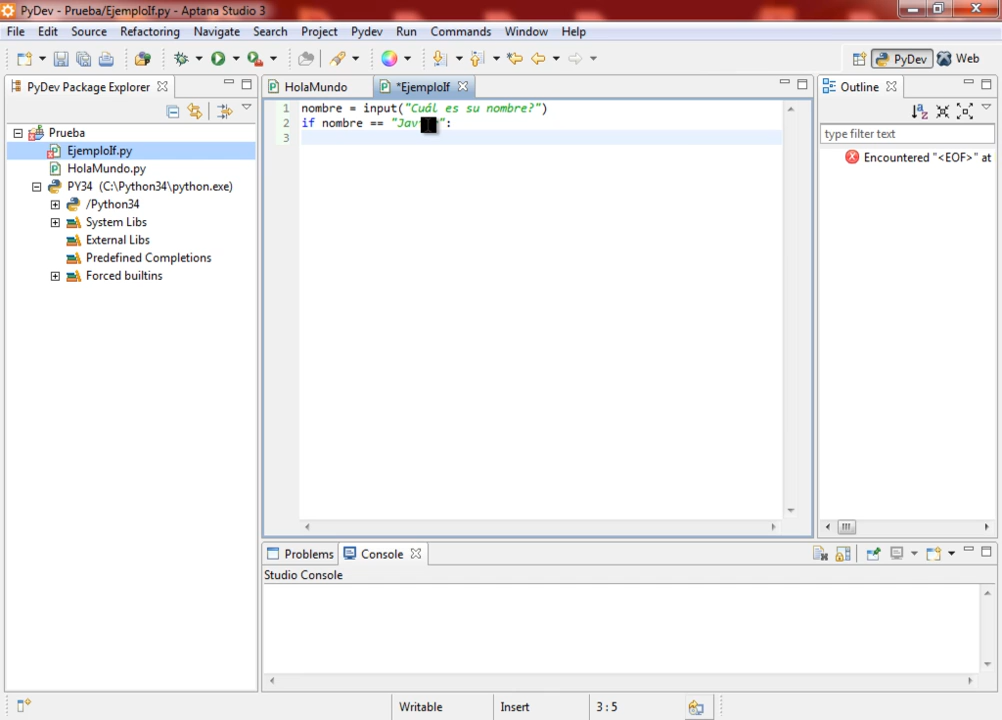 PyDev - Prueba/EjemploIf.py - Aptana Studio 3
File Edit Source Refactoring Navigate Search Project Pydev Run Commands Window Help
PyDev Web
PyDev Package Explorer
HolaMundo
*EjemploIf
Outline
Prueba
EjemploIf.py
HolaMundo.py
PY34 (C:\Python34\python.exe)
/Python34
System Libs
External Libs
Predefined Completions
Forced builtins
1 nombre = input("Cuál es su nombre?")
2 if nombre == ":
3
type filter text
Encountered "<EOF>" at
Problems Console
Studio Console
Writable Insert 3 : 5